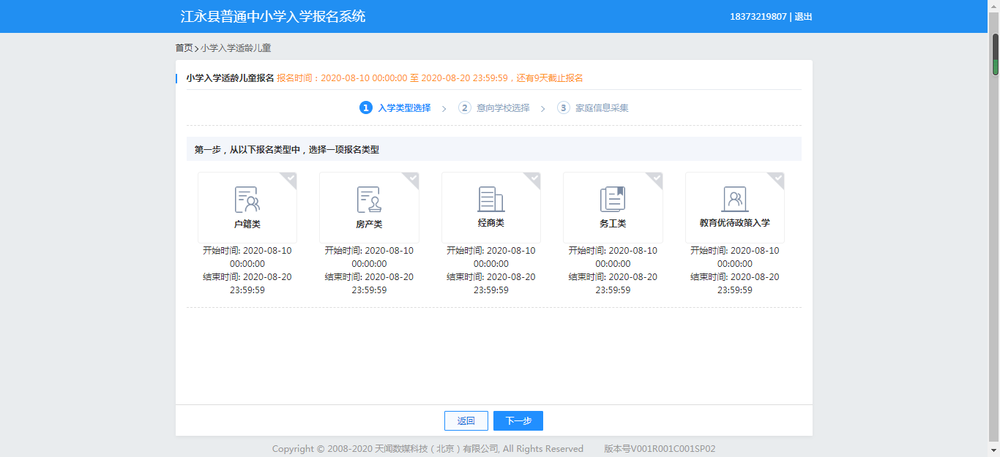 江永县普通中小学入学报名系统
18373219807 | 退出
首页 > 小学入学适龄儿童
小学入学适龄儿童报名 报名时间：2020-08-10 00:00:00 至 2020-08-20 23:59:59，还有9天截止报名
1 入学类型选择 > 2 意向学校选择 > 3 家庭信息采集
第一步，从以下报名类型中，选择一项报名类型
户籍类
开始时间: 2020-08-10
00:00:00
结束时间: 2020-08-20
23:59:59
房产类
开始时间: 2020-08-10
00:00:00
结束时间: 2020-08-20
23:59:59
经商类
开始时间: 2020-08-10
00:00:00
结束时间: 2020-08-20
23:59:59
务工类
开始时间: 2020-08-10
00:00:00
结束时间: 2020-08-20
23:59:59
教育优待政策入学
开始时间: 2020-08-10
00:00:00
结束时间: 2020-08-20
23:59:59
返回
下一步
Copyright © 2008-2020 天闻数媒科技（北京）有限公司, All Rights Reserved 版本号V001R001C001SP02